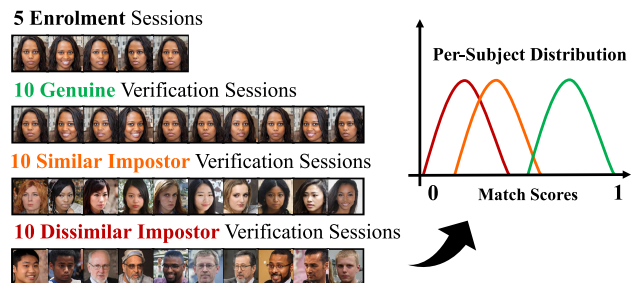 5 Enrolment Sessions
10 Genuine Verification Sessions
10 Similar Impostor Verification Sessions
10 Dissimilar Impostor Verification Sessions
Per-Subject Distribution
0 Match Scores 1